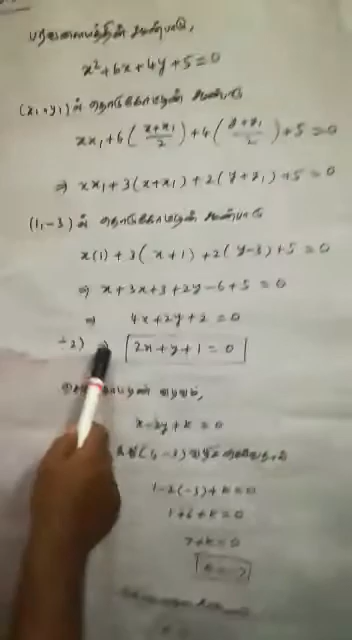 பரவளையத்தின் சமன்பாடு,
x² + 6x + 4y + 5 = 0
(x₁, y₁) ல் தொடுகோட்டின் சமன்பாடு
xx₁ + 6(x+x₁/2) + 4(y+y₁/2) + 5 = 0
⇒ xx₁ + 3(x+x₁) + 2(y+y₁) + 5 = 0
(1, -3) ல் தொடுகோட்டின் சமன்பாடு
x(1) + 3(x+1) + 2(y-3) + 5 = 0
⇒ x + 3x + 3 + 2y - 6 + 5 = 0
⇒ 4x + 2y + 2 = 0
÷2) ⇒ 2x + y + 1 = 0
x - 2y + k = 0
(1, -3)
1 - 2(-3) + k = 0
1 + 6 + k = 0
7 + k = 0
k = -7